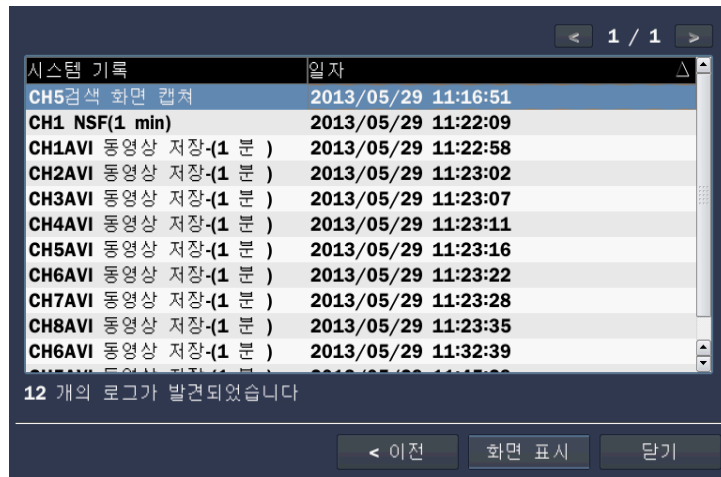 < 1 / 1 >
시스템 기록 일자
CH5검색 화면 캡쳐 2013/05/29 11:16:51
CH1 NSF(1 min) 2013/05/29 11:22:09
CH1AVI 동영상 저장-(1 분 ) 2013/05/29 11:22:58
CH2AVI 동영상 저장-(1 분 ) 2013/05/29 11:23:02
CH3AVI 동영상 저장-(1 분 ) 2013/05/29 11:23:07
CH4AVI 동영상 저장-(1 분 ) 2013/05/29 11:23:11
CH5AVI 동영상 저장-(1 분 ) 2013/05/29 11:23:16
CH6AVI 동영상 저장-(1 분 ) 2013/05/29 11:23:22
CH7AVI 동영상 저장-(1 분 ) 2013/05/29 11:23:28
CH8AVI 동영상 저장-(1 분 ) 2013/05/29 11:23:35
CH6AVI 동영상 저장-(1 분 ) 2013/05/29 11:32:39
12 개의 로그가 발견되었습니다
< 이전 화면 표시 닫기